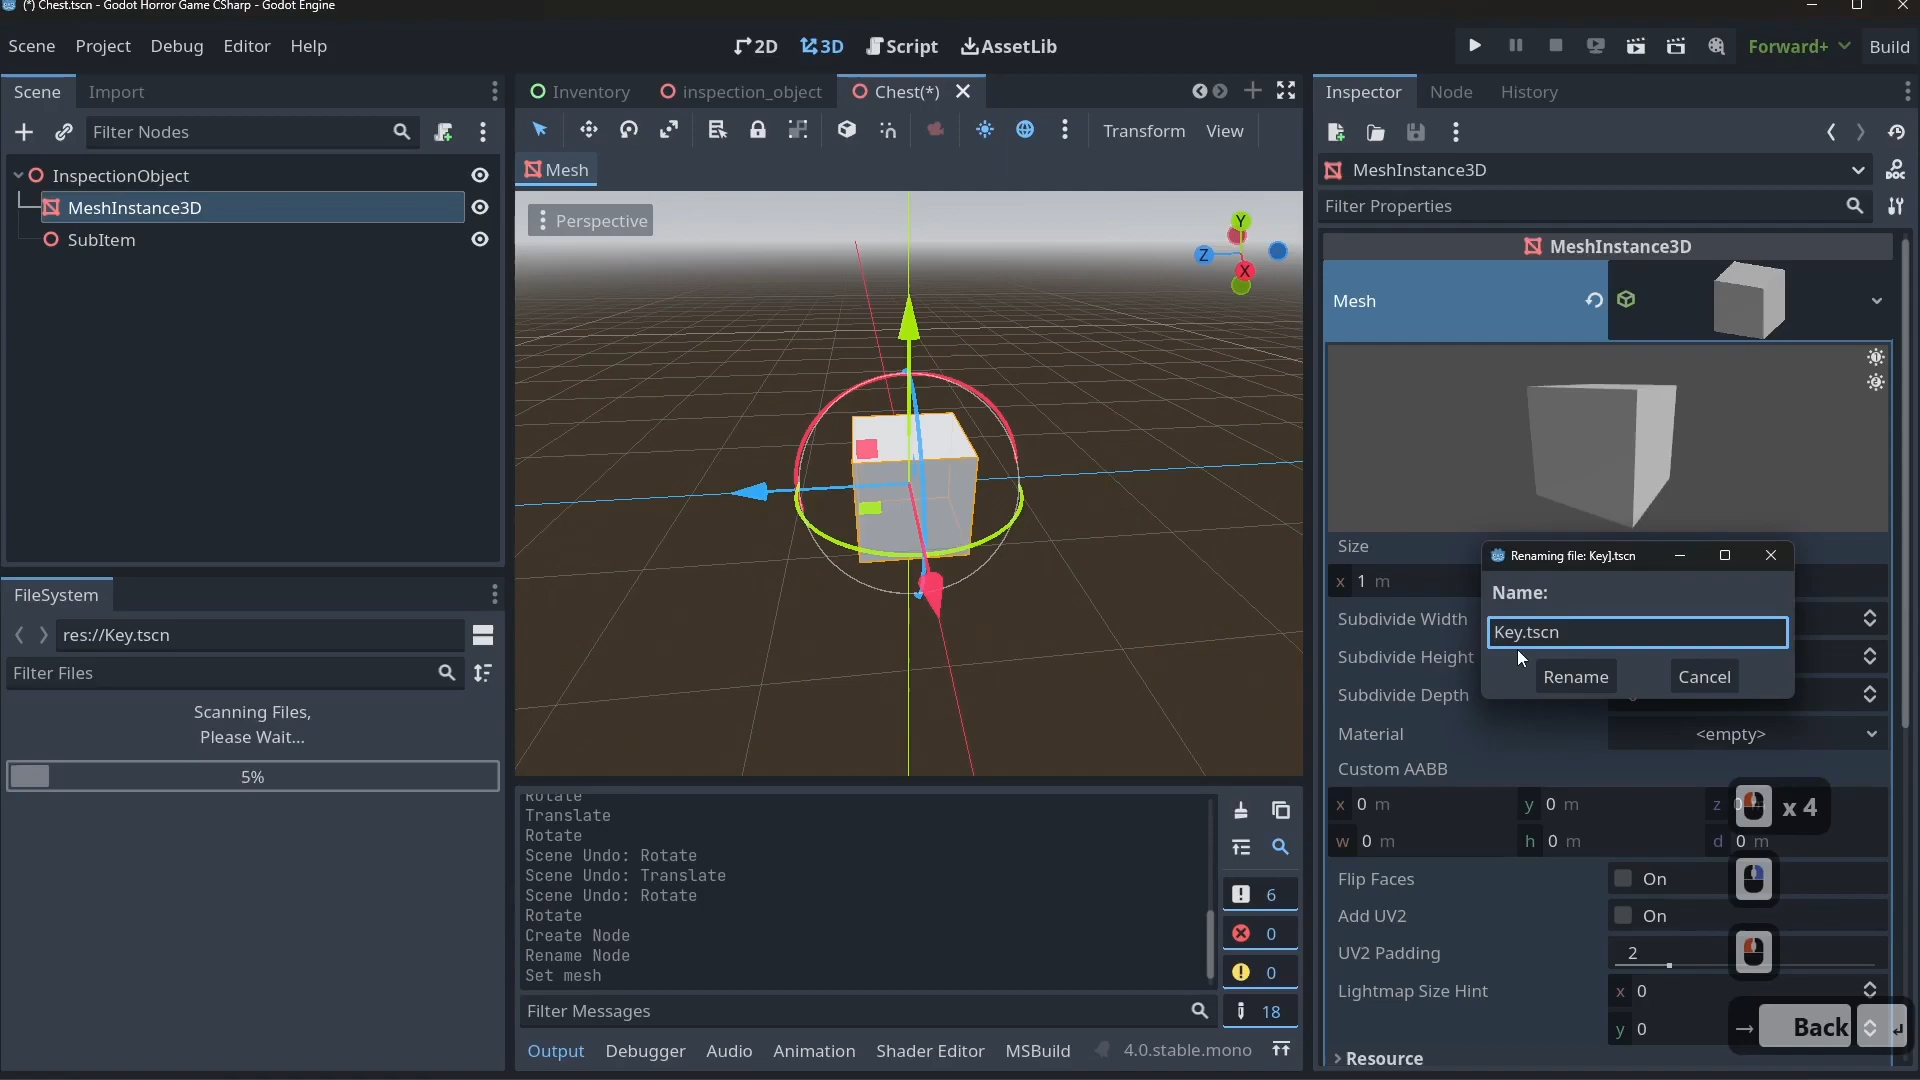 (*) Chest.tscn - Godot Horror Game CSharp - Godot Engine
Scene Project Debug Editor Help
2D 3D Script AssetLib
Forward+ Build
Scene Import
Filter Nodes
InspectionObject
MeshInstance3D
SubItem
FileSystem
res://Key.tscn
Filter Files
Scanning Files,
Please Wait...
5%
Inventory inspection_object Chest(*)
Transform View
Mesh
Perspective
Y
Z
X
Rotate
Translate
Rotate
Scene Undo: Rotate
Scene Undo: Translate
Scene Undo: Rotate
Rotate
Create Node
Rename Node
Set mesh
6
0
0
18
Filter Messages
Output Debugger Audio Animation Shader Editor MSBuild 4.0.stable.mono
Inspector Node History
MeshInstance3D
DOC
Filter Properties
MeshInstance3D
Mesh
Size
x 1 m
Subdivide Width
Subdivide Height
Subdivide Depth
Renaming file: Key].tscn
Name:
Key.tscn
Rename Cancel
Material <empty>
Custom AABB
x 0 m y 0 m z 0
w 0 m h 0 m d 0 m
x 4
Flip Faces On
Add UV2 On
UV2 Padding 2
Lightmap Size Hint x 0
y 0
Back
Resource